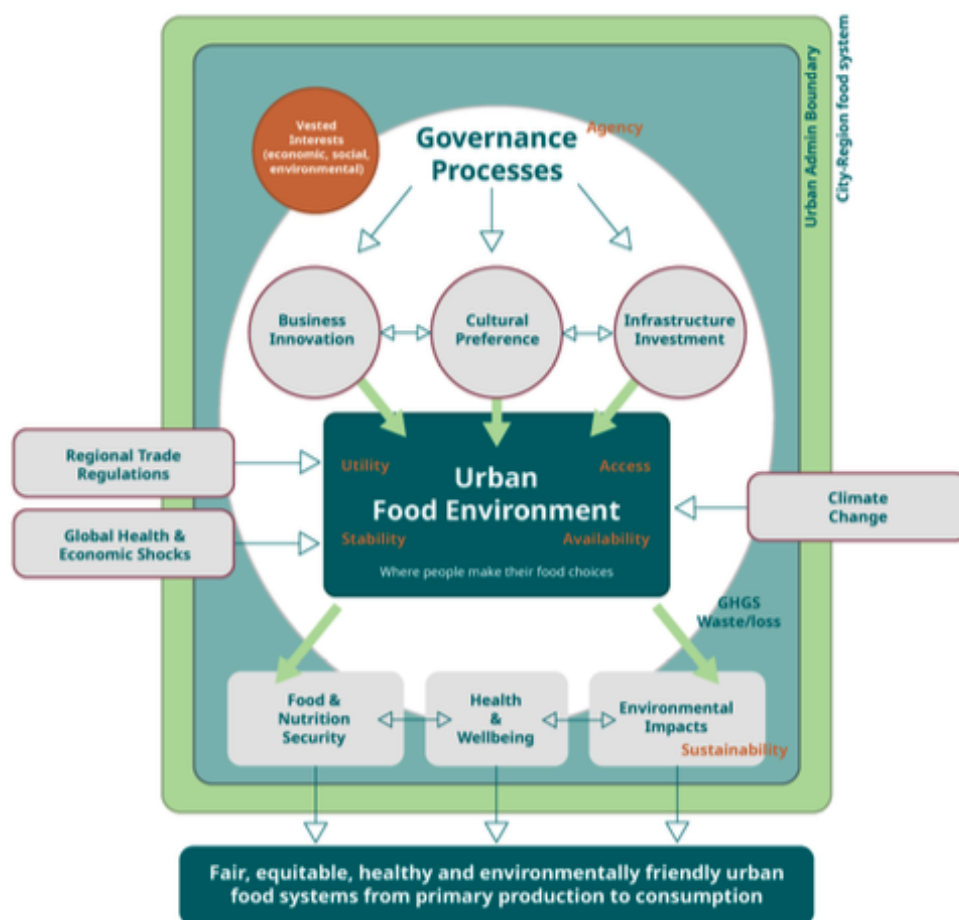 City-Region food system
Urban Admin Boundary
Vested
Interests
(economic, social,
environmental)
Governance
Processes
Agency
Business
Innovation
Cultural
Preference
Infrastructure
Investment
Regional Trade
Regulations
Global Health &
Economic Shocks
Climate
Change
Utility
Access
Urban
Food Environment
Stability
Availability
Where people make their food choices
GHGS
Waste/loss
Food &
Nutrition
Security
Health
&
Wellbeing
Environmental
Impacts
Sustainability
Fair, equitable, healthy and environmentally friendly urban
food systems from primary production to consumption